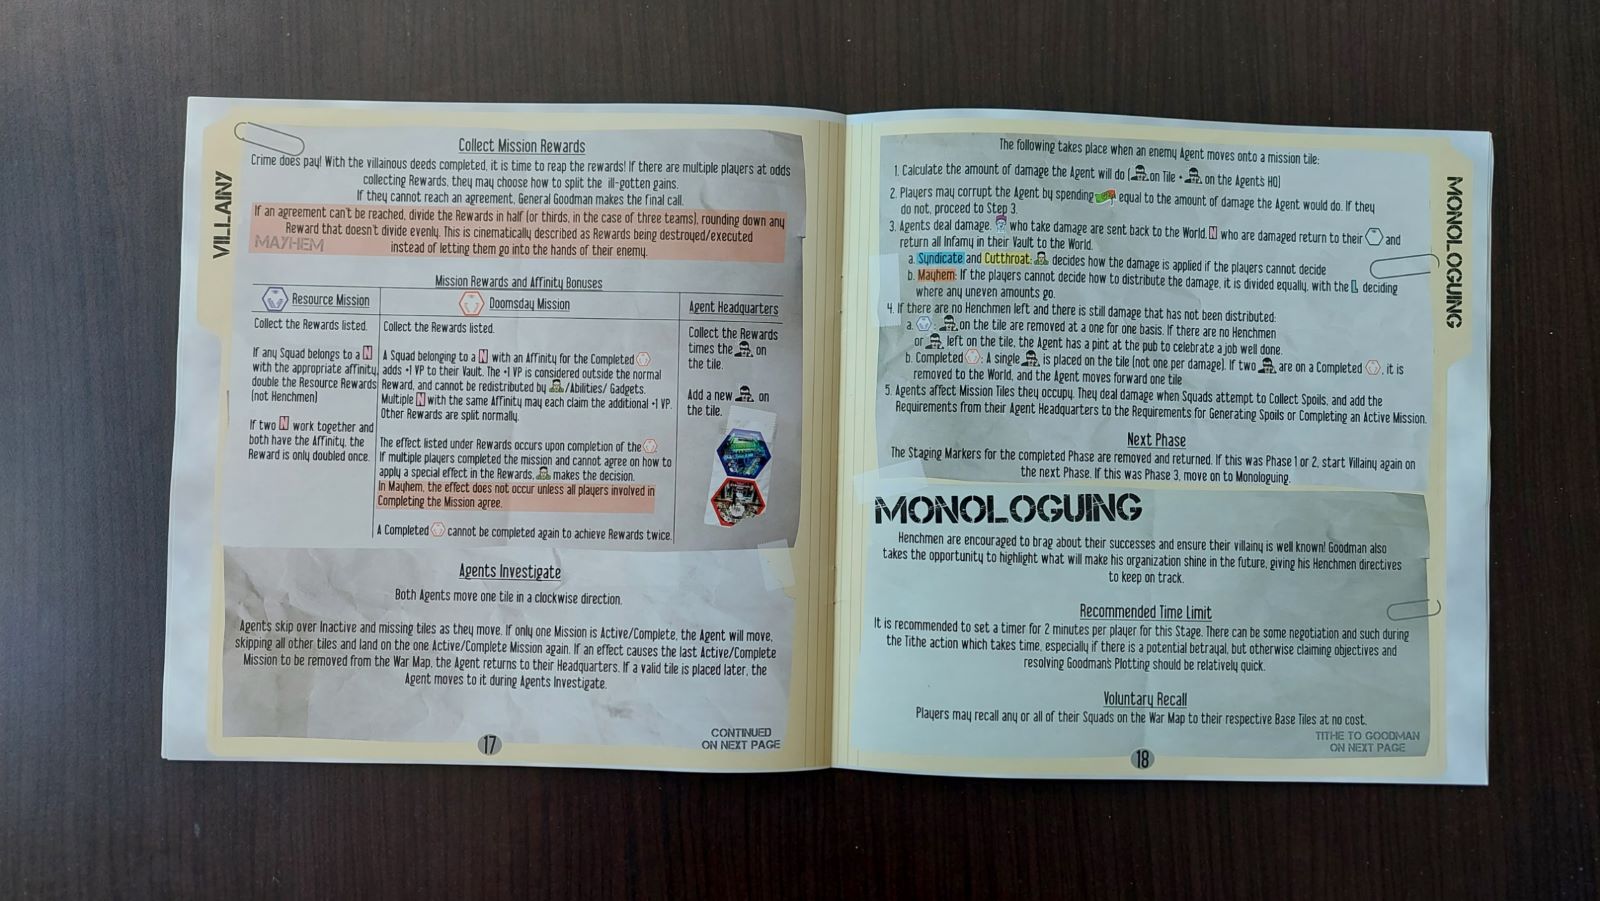 VILLAINY
Collect Mission Rewards
Crime does pay! With the villainous deeds completed, it is time to reap the rewards! If there are multiple players at odds
collecting Rewards, they may choose how to split the ill-gotten gains.
If they cannot reach an agreement, General Goodman makes the final call.
If an agreement can't be reached, divide the Rewards in half (or thirds, in the case of three teams), rounding down any
Reward that doesn't divide evenly. This is cinematically described as Rewards being destroyed/executed
MAYHEM instead of letting them go into the hands of their enemy.
Mission Rewards and Affinity Bonuses
Resource Mission
Collect the Rewards listed.
If any Squad belongs to a N
with the appropriate affinity,
double the Resource Rewards
(not Henchmen)
If two N work together and
both have the Affinity, the
Reward is only doubled once.
Doomsday Mission
Collect the Rewards listed.
A Squad belonging to a N with an Affinity for the Completed
adds +1 VP to their Vault. The +1 VP is considered outside the normal
Reward, and cannot be redistributed by /Abilities/ Gadgets.
Multiple N with the same Affinity may each claim the additional +1 VP.
Other Rewards are split normally.
The effect listed under Rewards occurs upon completion of the .
If multiple players completed the mission and cannot agree on how to
apply a special effect in the Rewards, makes the decision.
In Mayhem, the effect does not occur unless all players involved in
Completing the Mission agree.
A Completed cannot be completed again to achieve Rewards twice.
Agent Headquarters
Collect the Rewards
times the on
the tile.
Add a new on
the tile.
Agents Investigate
Both Agents move one tile in a clockwise direction.
Agents skip over Inactive and missing tiles as they move. If only one Mission is Active/Complete, the Agent will move,
skipping all other tiles and land on the one Active/Complete Mission again. If an effect causes the last Active/Complete
Mission to be removed from the War Map, the Agent returns to their Headquarters. If a valid tile is placed later, the
Agent moves to it during Agents Investigate.
17
CONTINUED
ON NEXT PAGE
The following takes place when an enemy Agent moves onto a mission tile:
1. Calculate the amount of damage the Agent will do ( on Tile + on the Agent's HQ)
2. Players may corrupt the Agent by spending equal to the amount of damage the Agent would do. If they
do not, proceed to Step 3.
3. Agents deal damage. who take damage are sent back to the World. N who are damaged return to their and
return all Infamy in their Vault to the World.
a. Syndicate and Cutthroat: decides how the damage is applied if the players cannot decide
b. Mayhem: If the players cannot decide how to distribute the damage, it is divided equally, with the L deciding
where any uneven amounts go.
4. If there are no Henchmen left and there is still damage that has not been distributed:
a. : on the tile are removed at a one for one basis. If there are no Henchmen
or left on the tile, the Agent has a pint at the pub to celebrate a job well done.
b. Completed : A single is placed on the tile (not one per damage). If two are on a Completed , it is
removed to the World, and the Agent moves forward one tile
5. Agents affect Mission Tiles they occupy. They deal damage when Squads attempt to Collect Spoils, and add the
Requirements from their Agent Headquarters to the Requirements for Generating Spoils or Completing an Active Mission.
Next Phase
The Staging Markers for the completed Phase are removed and returned. If this was Phase 1 or 2, start Villainy again on
the next Phase. If this was Phase 3, move on to Monologuing.
MONOLOGUING
Henchmen are encouraged to brag about their successes and ensure their villainy is well known! Goodman also
takes the opportunity to highlight what will make his organization shine in the future, giving his Henchmen directives
to keep on track.
Recommended Time Limit
It is recommended to set a timer for 2 minutes per player for this Stage. There can be some negotiation and such during
the Tithe action which takes time, especially if there is a potential betrayal, but otherwise claiming objectives and
resolving Goodman's Plotting should be relatively quick.
Voluntary Recall
Players may recall any or all of their Squads on the War Map to their respective Base Tiles at no cost.
TITHE TO GOODMAN
ON NEXT PAGE
18
MONOLOGUING
MONOLOGUING